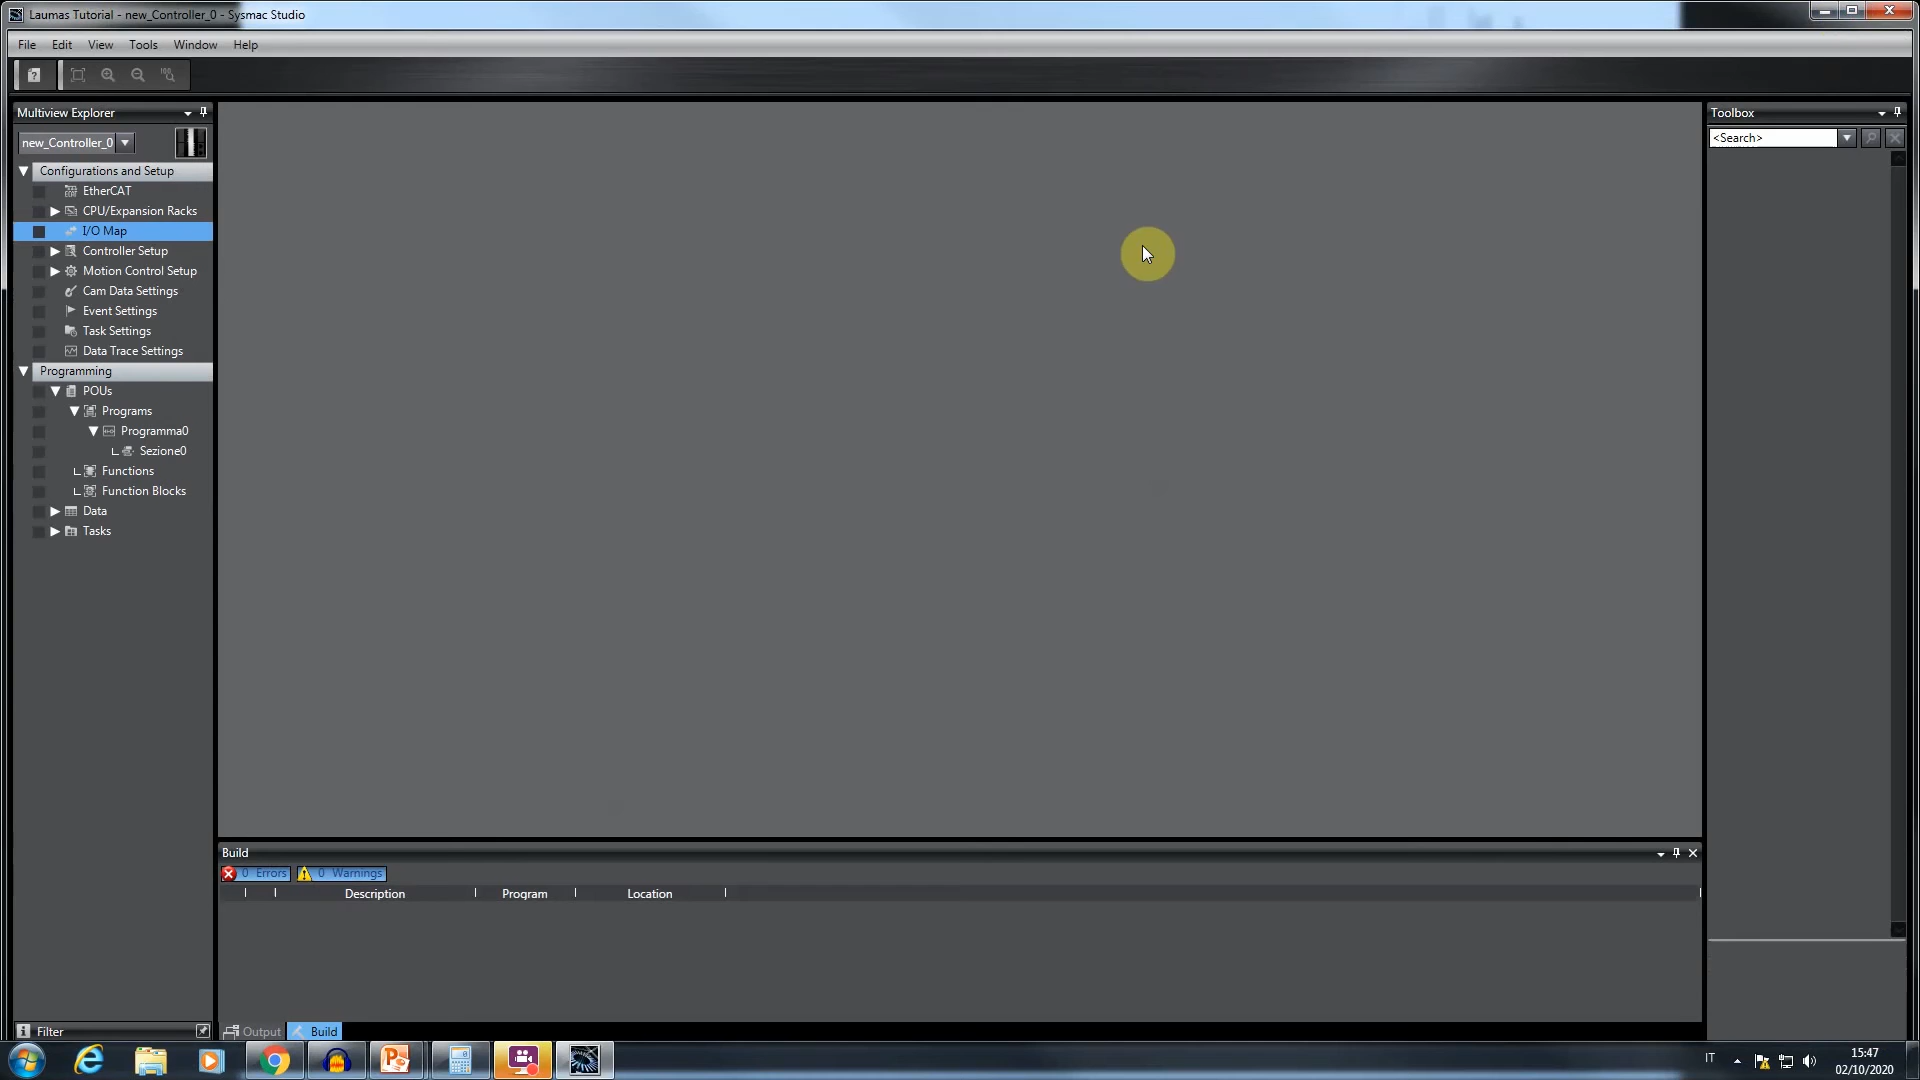 Laumas Tutorial - new_Controller_0 - Sysmac Studio
File Edit View Tools Window Help
Multiview Explorer
new_Controller_0
Configurations and Setup
EtherCAT
CPU/Expansion Racks
I/O Map
Controller Setup
Motion Control Setup
Cam Data Settings
Event Settings
Task Settings
Data Trace Settings
Programming
POUs
Programs
Programma0
Sezione0
Functions
Function Blocks
Data
Tasks
Filter
Toolbox
<Search>
Build
0 Errors 0 Warnings
Description Program Location
Output Build
IT
15:47
02/10/2020